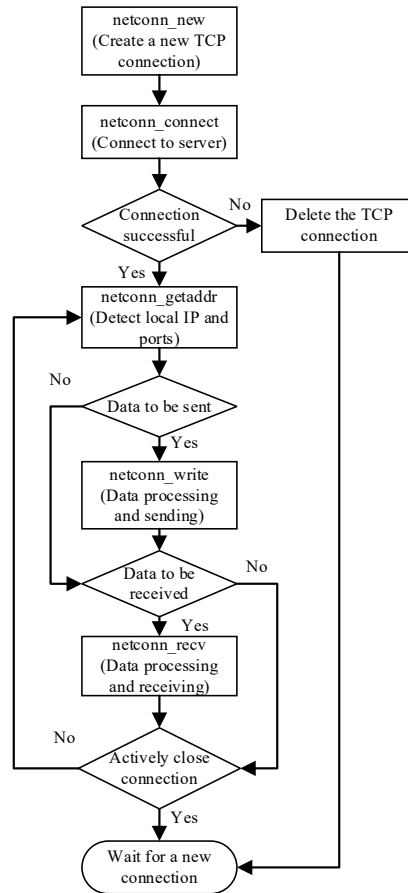 netconn_new
(Create a new TCP
connection)
netconn_connect
(Connect to server)
Connection
successful
No
Delete the TCP
connection
Yes
netconn_getaddr
(Detect local IP and
ports)
No
Data to be sent
Yes
netconn_write
(Data processing
and sending)
Data to be
received
No
Yes
netconn_recv
(Data processing
and receiving)
No
Actively close
connection
Yes
Wait for a new
connection